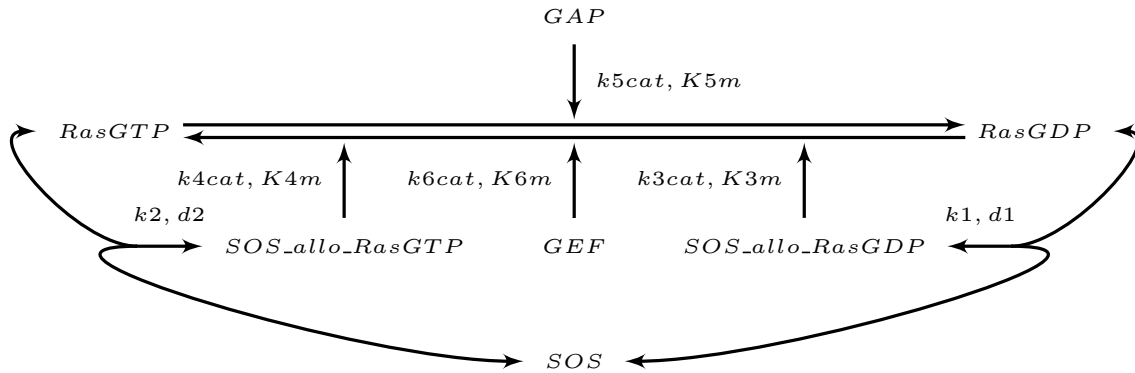 GAP
k5cat, K5m
RasGTP RasGDP
k4cat, K4m k6cat, K6m k3cat, K3m
k2, d2 k1, d1
SOS_allo_RasGTP GEF SOS_allo_RasGDP
SOS